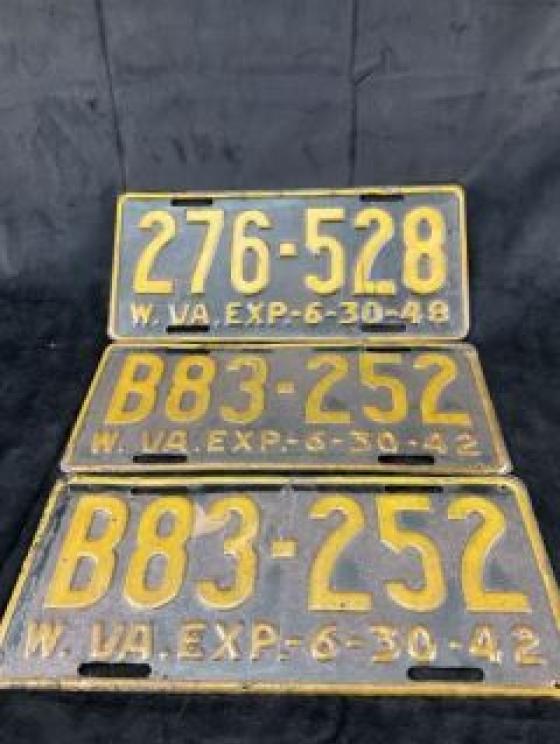 276-528
W. VA. EXP.-6-30-48
B83-252
W. VA. EXP.-6-30-42
B83-252
W. VA. EXP.-6-30-42